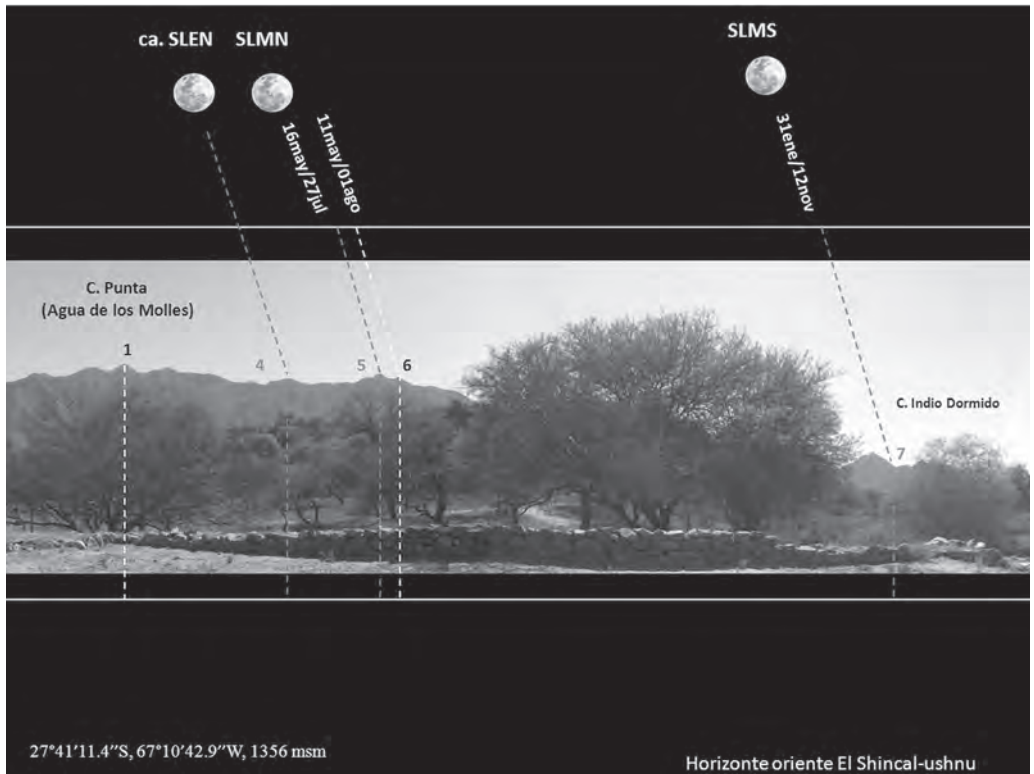 ca. SLEN
SLMN
SLMS
16may/27jul
11may/01ago
31ene/12nov
C. Punta
(Agua de los Molles)
1
4
5
6
C. Indio Dormido
7
27°41′11.4′′S, 67°10′42.9′′W, 1356 msm
Horizonte oriente El Shincal-ushnu